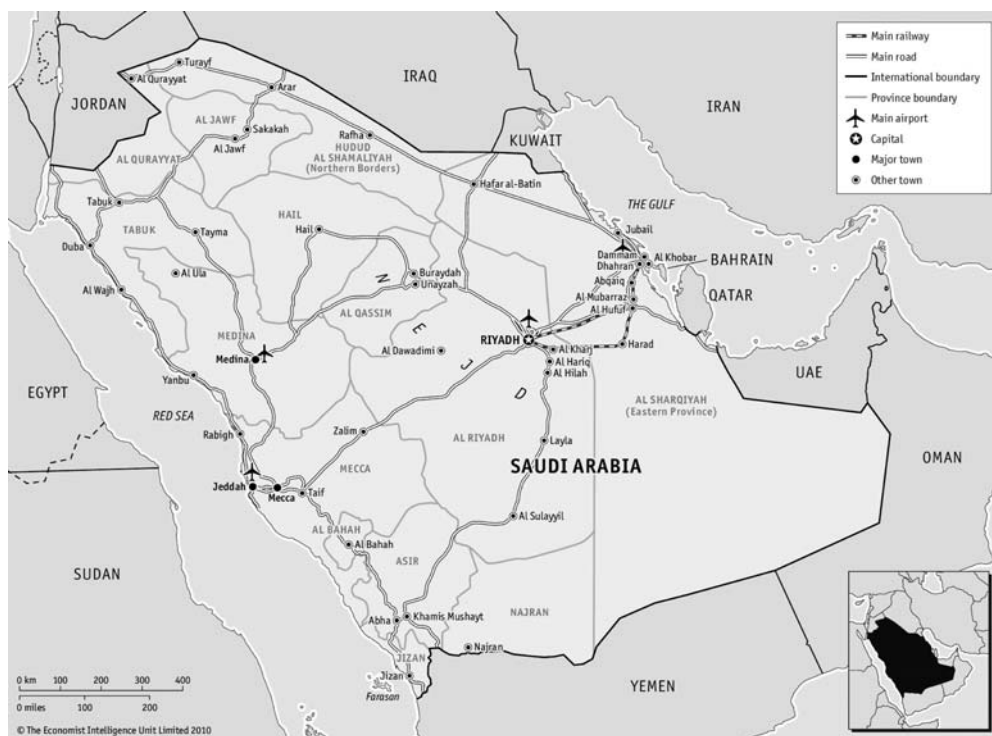 Main railway
Main road
International boundary
Province boundary
Main airport
Capital
Major town
Other town
IRAQ
IRAN
JORDAN
KUWAIT
Turayf
Al Qurayyat
Arar
AL JAWF
Sakakah
Al Jawf
Rafha
HUDUD
AL SHAMALIYAH
(Northern Borders)
AL QURAYYAT
Hafar al-Batin
Tabuk
THE GULF
TABUK
Tayma
HAIL
Hail
Duba
Jubail
Dammam
Al Khobar
Dhahran
BAHRAIN
Al Ula
Buraydah
Unayzah
Abqaiq
QATAR
Al Wajh
N
E
J
D
Al Mubarraz
Al Hufuf
AL QASSIM
MEDINA
Medina
RIYADH
Al Dawadimi
Al Kharj
Harad
Al Hariq
Al Hilah
UAE
Yanbu
EGYPT
RED SEA
AL SHARQIYAH
(Eastern Province)
Rabigh
Zalim
AL RIYADH
Layla
OMAN
MECCA
SAUDI ARABIA
Jeddah
Mecca
Taif
Al Sulayyil
AL BAHAH
Al Bahah
ASIR
SUDAN
NAJRAN
Abha
Khamis Mushayt
Najran
JIZAN
Jizan
Farasan
YEMEN
0 km 100 200 300 400
0 miles 100 200
© The Economist Intelligence Unit Limited 2010